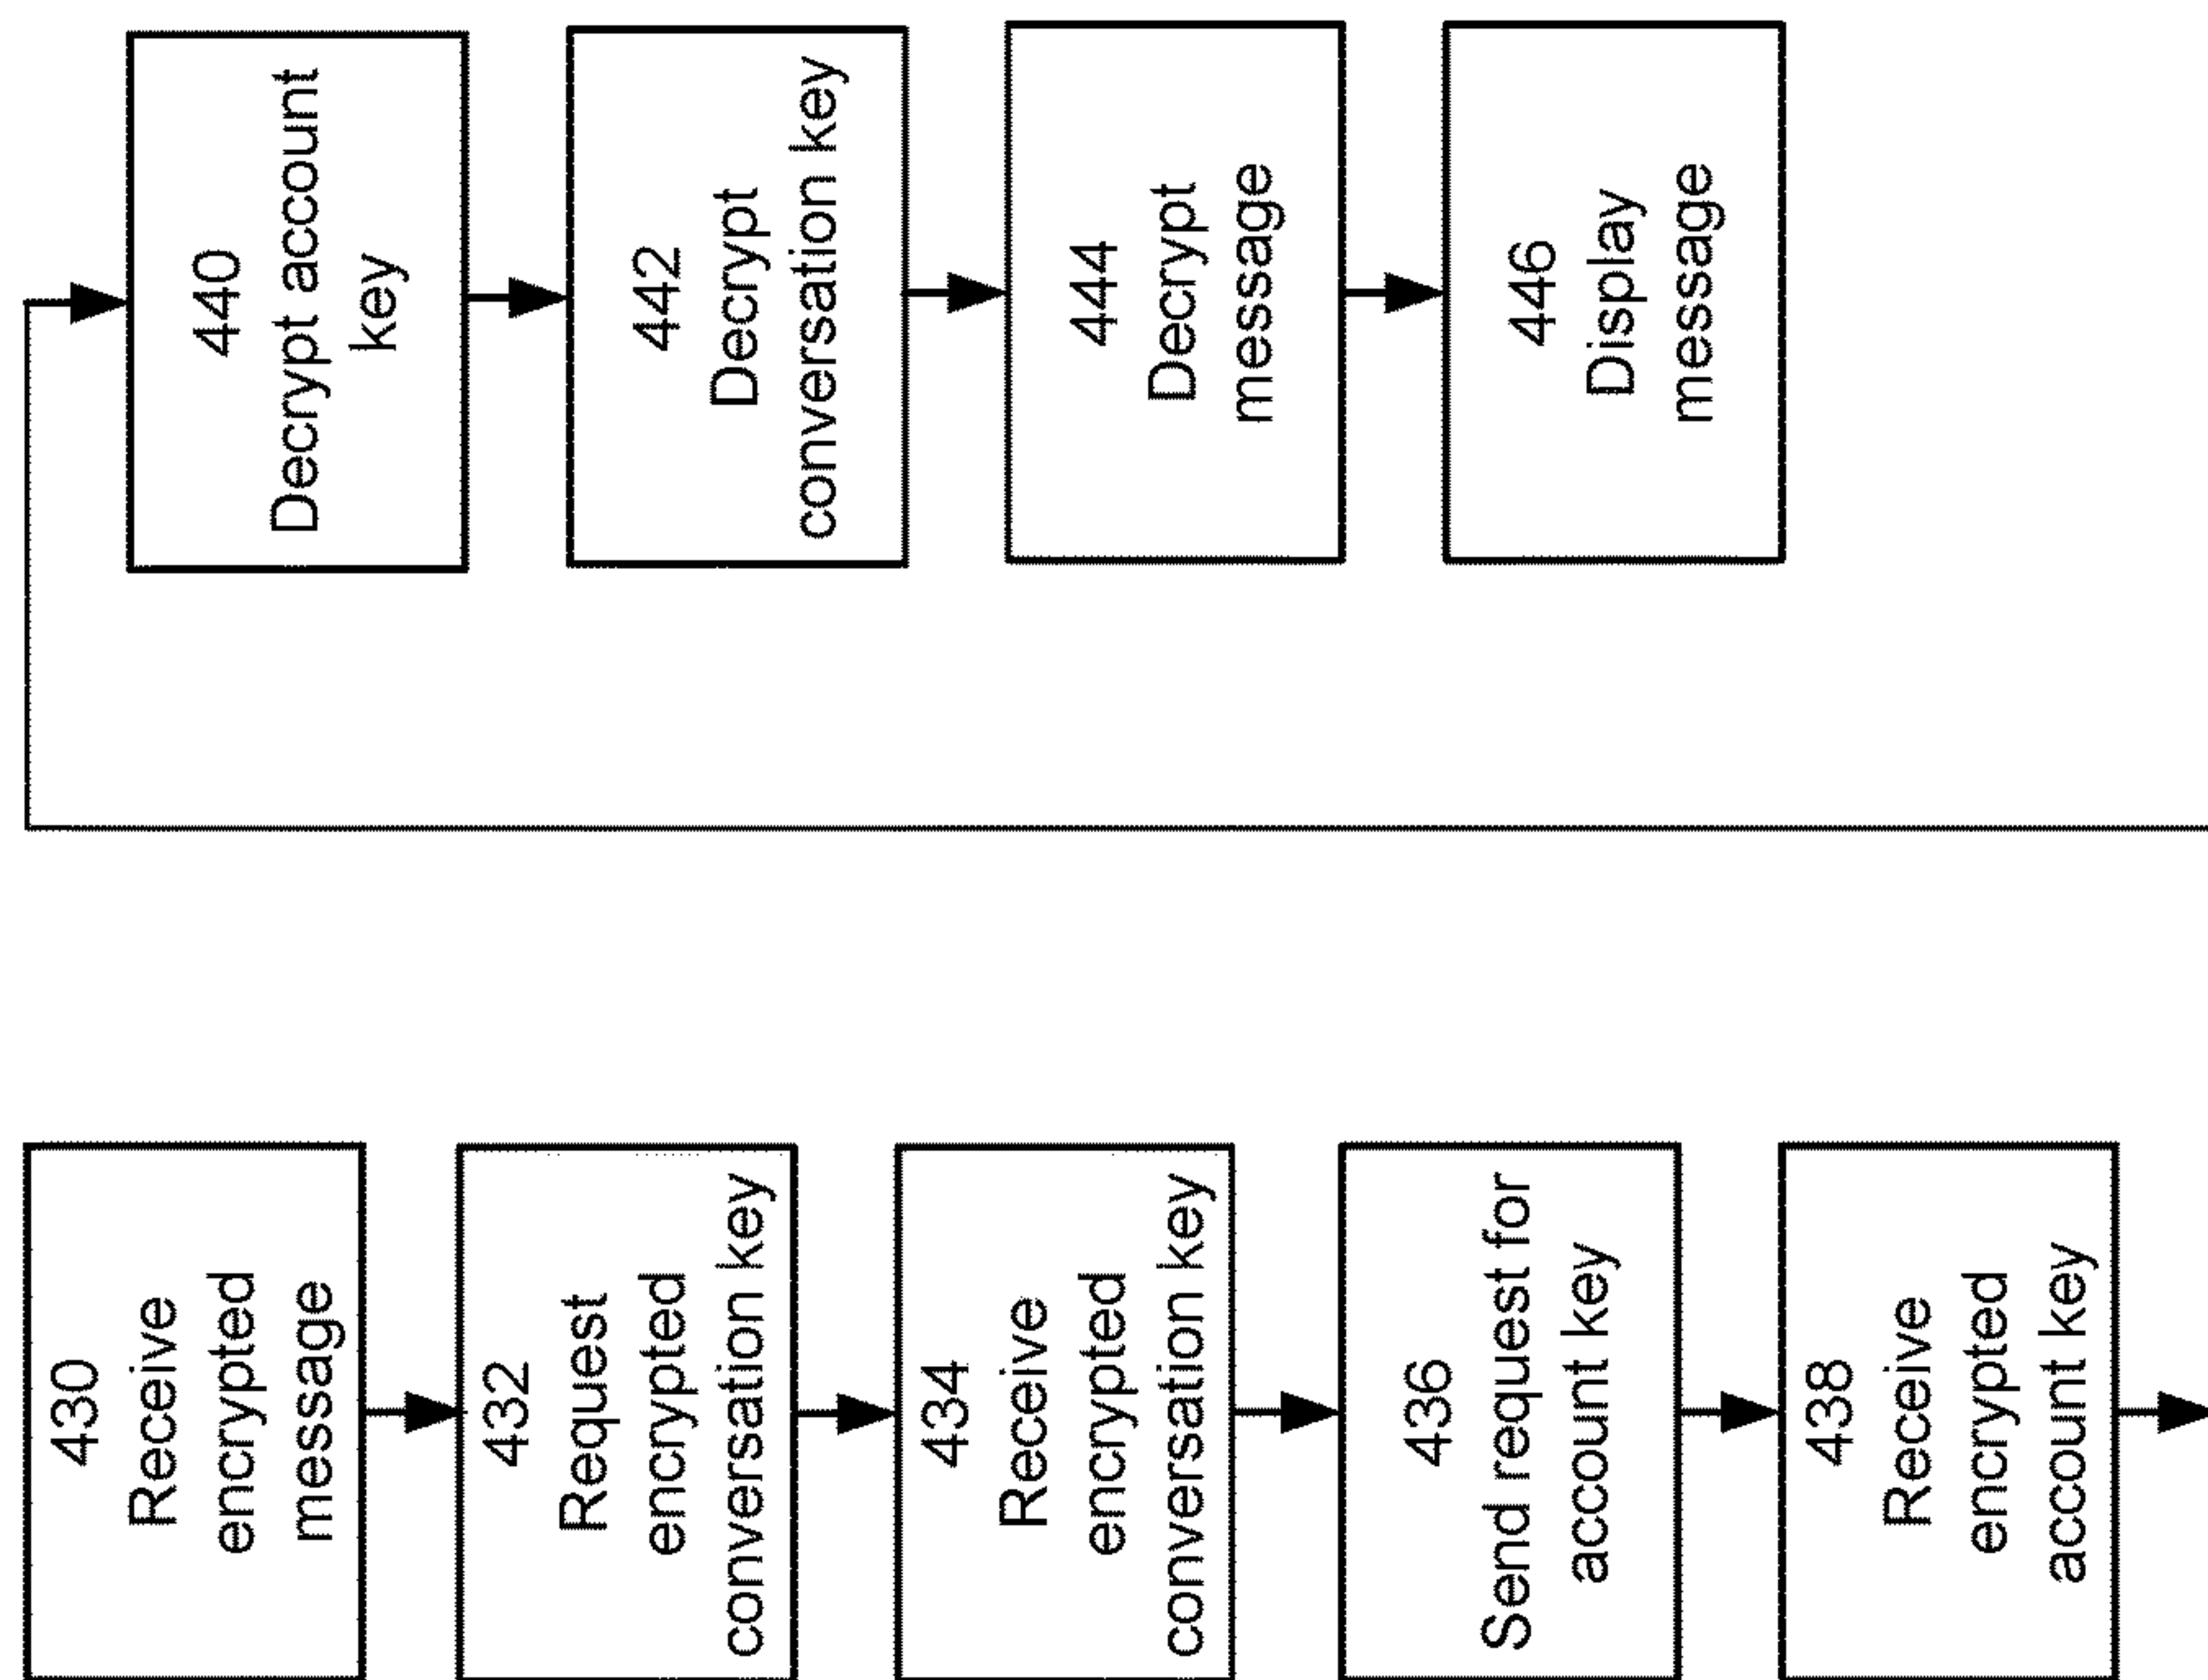 430
Receive
encrypted
message
432
Request
encrypted
conversation key
434
Receive
encrypted
conversation key
436
Send request for
account key
438
Receive
encrypted
account key
440
Decrypt account
key
442
Decrypt
conversation key
444
Decrypt
message
446
Display
message